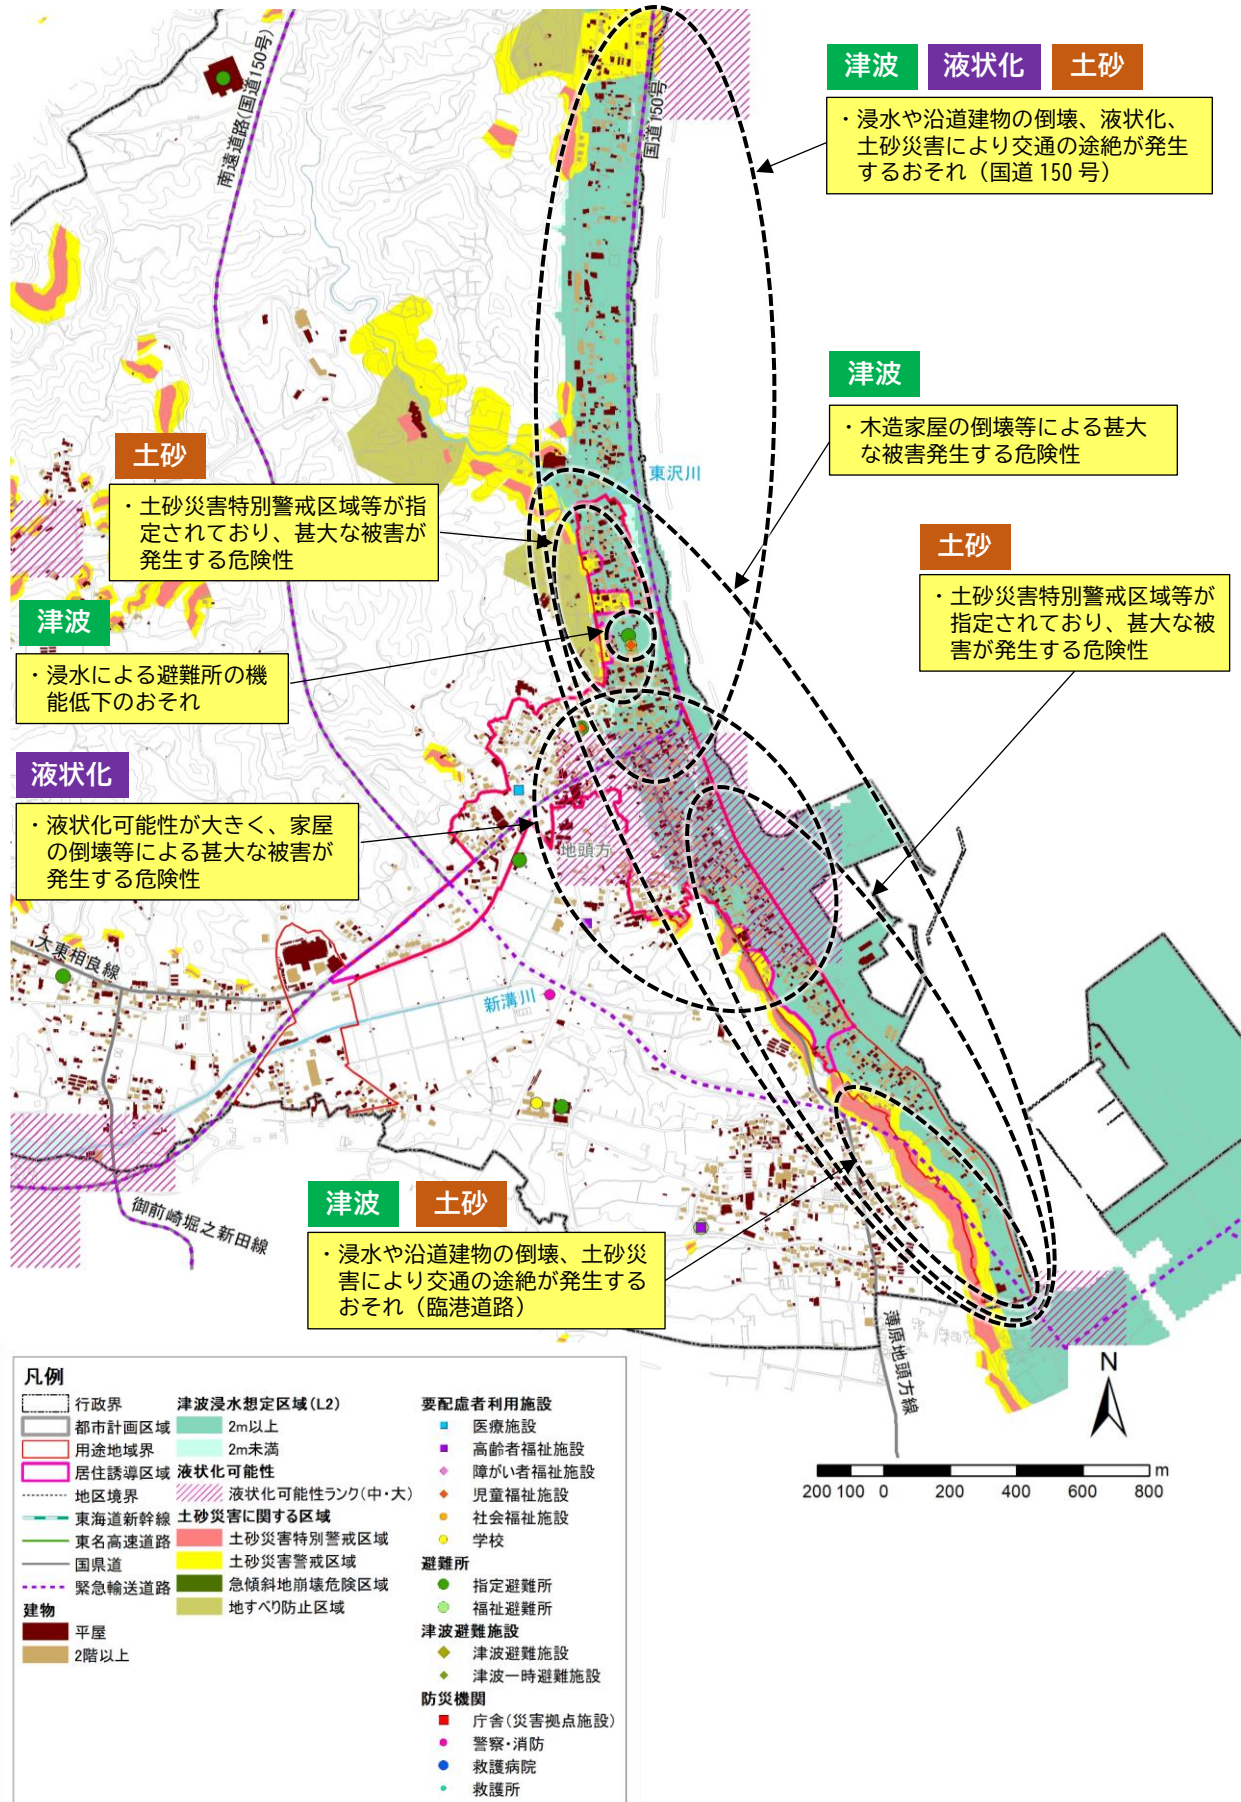 津波 液状化 土砂
・浸水や沿道建物の倒壊、液状化、
土砂災害により交通の途絶が発生
するおそれ（国道150号）
南遠道路(国道150号)
国道150号
津波
・木造家屋の倒壊等による甚大
な被害発生する危険性
東沢川
土砂
・土砂災害特別警戒区域等が指
定されており、甚大な被害が
発生する危険性
土砂
・土砂災害特別警戒区域等が
指定されており、甚大な被
害が発生する危険性
津波
・浸水による避難所の機
能低下のおそれ
液状化
・液状化可能性が大きく、家屋
の倒壊等による甚大な被害が
発生する危険性
地頭方
大東相良線
新溝川
御前崎堀之新田線
津波 土砂
・浸水や沿道建物の倒壊、土砂災
害により交通の途絶が発生する
おそれ（臨港道路）
薄原地頭方線
N
200 100 0 200 400 600 800 m
凡例
行政界
都市計画区域
用途地域界
居住誘導区域
地区境界
東海道新幹線
東名高速道路
国県道
緊急輸送道路
建物
平屋
2階以上
津波浸水想定区域(L2)
2m以上
2m未満
液状化可能性
液状化可能性ランク(中・大)
土砂災害に関する区域
土砂災害特別警戒区域
土砂災害警戒区域
急傾斜地崩壊危険区域
地すべり防止区域
要配慮者利用施設
医療施設
高齢者福祉施設
障がい者福祉施設
児童福祉施設
社会福祉施設
学校
避難所
指定避難所
福祉避難所
津波避難施設
津波避難施設
津波一時避難施設
防災機関
庁舎(災害拠点施設)
警察・消防
救護病院
救護所